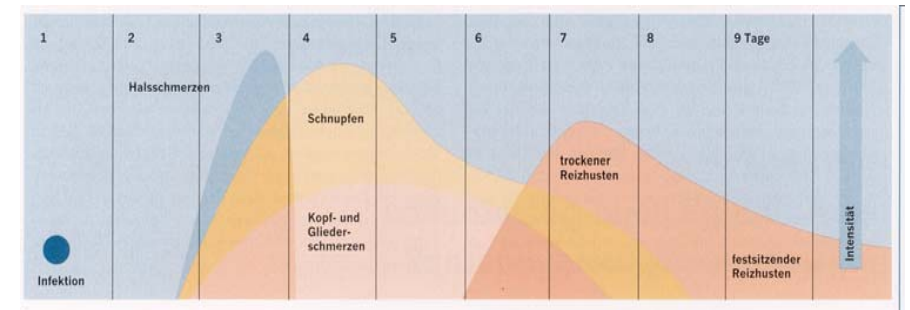 1
2
3
4
5
6
7
8
9 Tage
Halsschmerzen
Schnupfen
trockener
Reizhusten
Kopf- und
Glieder-
schmerzen
Intensität
festsitzender
Reizhusten
Infektion